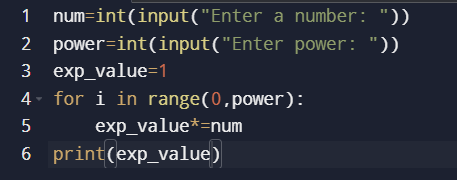 1 num=int(input("Enter a number: "))
2 power=int(input("Enter power: "))
3 exp_value=1
4 for i in range(0,power):
5     exp_value*=num
6 print(exp_value)